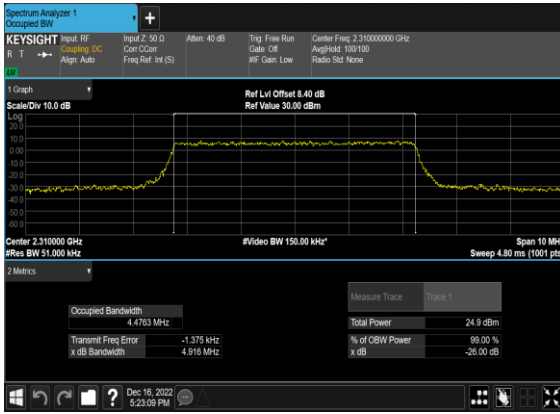 Spectrum Analyzer 1
Occupied BW
+
KEYSIGHT Input: RF Input Z: 50 Ω Atten: 40 dB Trig: Free Run Center Freq: 2.310000000 GHz
R T Coupling: DC Corr CCorr Gate: Off Avg|Hold: 100/100
Align: Auto Freq Ref: Int (S) #IF Gain: Low Radio Std: None
1 Graph
Ref Lvl Offset 8.40 dB
Scale/Div 10.0 dB Ref Value 30.00 dBm
Log
20.0
10.0
0.00
-10.0
-20.0
-30.0
-40.0
-50.0
-60.0
Center 2.310000 GHz #Video BW 150.00 kHz* Span 10 MH
#Res BW 51.000 kHz Sweep 4.80 ms (1001 pts
2 Metrics
Measure Trace Trace 1
Occupied Bandwidth
4.4763 MHz Total Power 24.9 dBm
Transmit Freq Error -1.375 kHz % of OBW Power 99.00 %
x dB Bandwidth 4.916 MHz x dB -26.00 dB
? Dec 16, 2022
5:23:09 PM